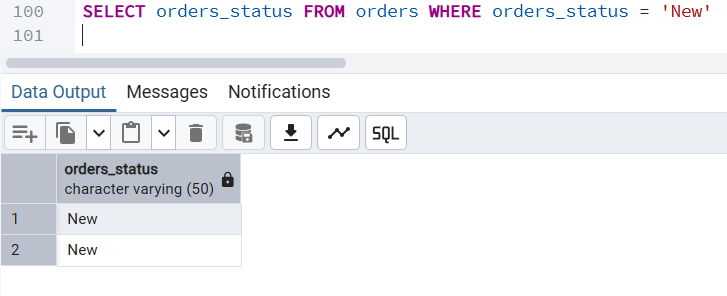 100 SELECT orders_status FROM orders WHERE orders_status = 'New'
101
Data Output Messages Notifications
SQL
orders_status
character varying (50)
1 New
2 New